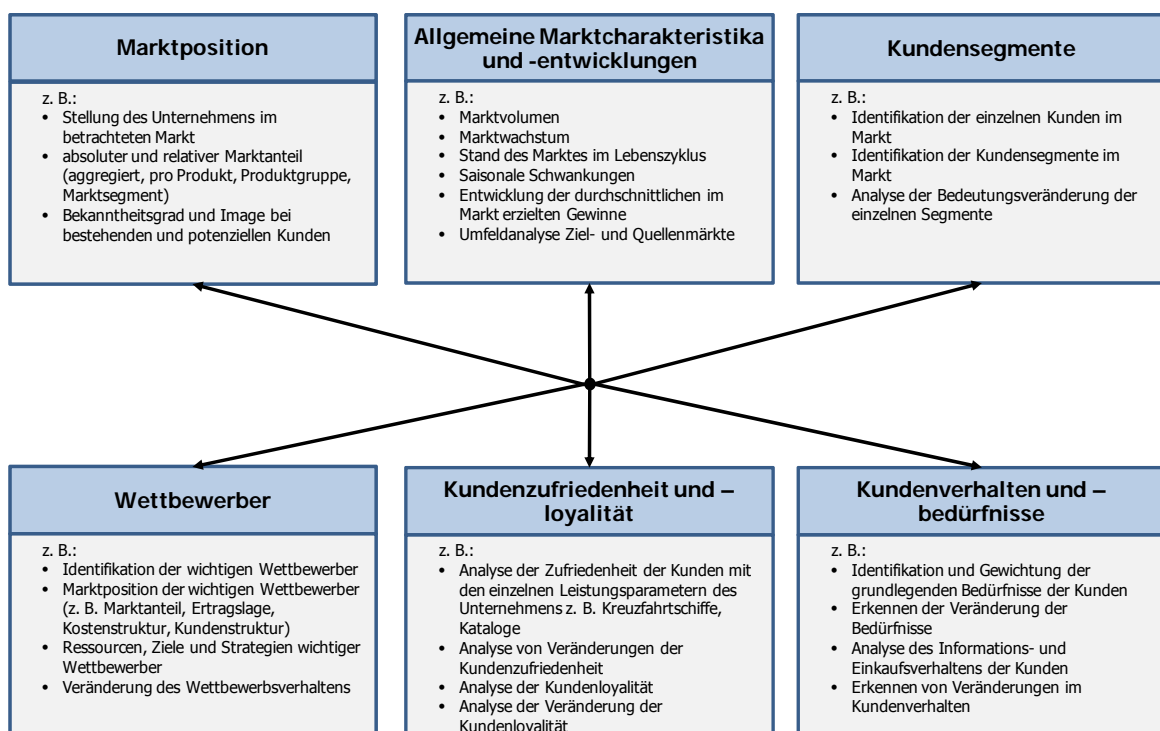 Marktposition
z. B.:
• Stellung des Unternehmens im
betrachteten Markt
• absoluter und relativer Marktanteil
(aggregiert, pro Produkt, Produktgruppe,
Marktsegment)
• Bekanntheitsgrad und Image bei
bestehenden und potenziellen Kunden
Allgemeine Marktcharakteristika
und -entwicklungen
z. B.:
• Marktvolumen
• Marktwachstum
• Stand des Marktes im Lebenszyklus
• Saisonale Schwankungen
• Entwicklung der durchschnittlichen im
Markt erzielten Gewinne
• Umfeldanalyse Ziel- und Quellenmärkte
Kundensegmente
z. B.:
• Identifikation der einzelnen Kunden im
Markt
• Identifikation der Kundensegmente im
Markt
• Analyse der Bedeutungsveränderung der
einzelnen Segmente
Wettbewerber
z. B.:
• Identifikation der wichtigen Wettbewerber
• Marktposition der wichtigen Wettbewerber
(z. B. Marktanteil, Ertragslage,
Kostenstruktur, Kundenstruktur)
• Ressourcen, Ziele und Strategien wichtiger
Wettbewerber
• Veränderung des Wettbewerbsverhaltens
Kundenzufriedenheit und –
loyalität
z. B.:
• Analyse der Zufriedenheit der Kunden mit
den einzelnen Leistungsparametern des
Unternehmens z. B. Kreuzfahrtschiffe,
Kataloge
• Analyse von Veränderungen der
Kundenzufriedenheit
• Analyse der Kundenloyalität
• Analyse der Veränderung der
Kundenloyalität
Kundenverhalten und –
bedürfnisse
z. B.:
• Identifikation und Gewichtung der
grundlegenden Bedürfnisse der Kunden
• Erkennen der Veränderung der
Bedürfnisse
• Analyse des Informations- und
Einkaufsverhaltens der Kunden
• Erkennen von Veränderungen im
Kundenverhalten